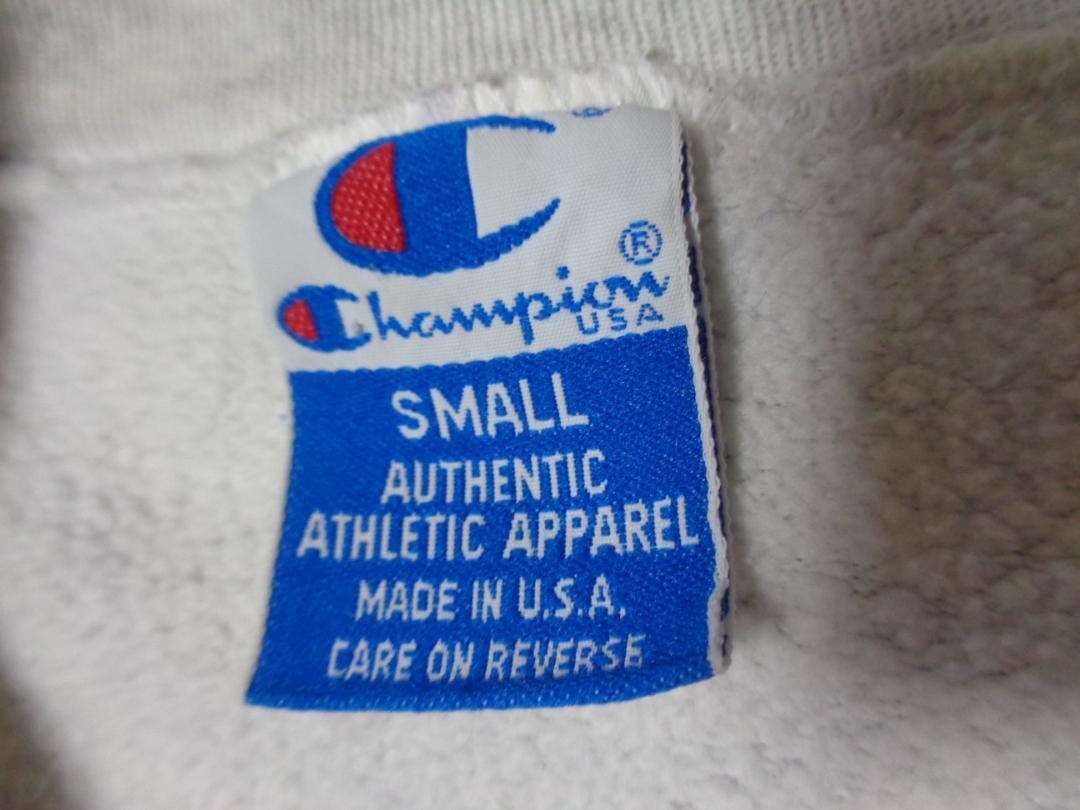 ®
Champion
USA
SMALL
AUTHENTIC
ATHLETIC APPAREL
MADE IN U.S.A.
CARE ON REVERSE